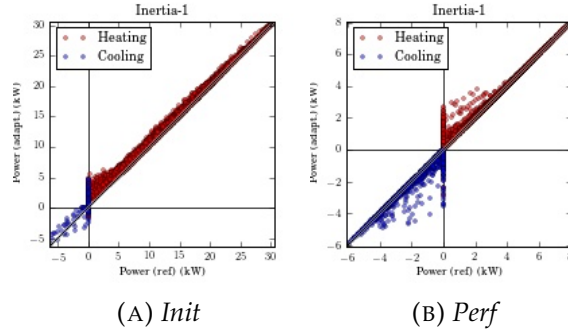 Inertia-1
Heating
Cooling
Power (adapt.) (kW)
30
25
20
15
10
5
0
−5
−5 0 5 10 15 20 25 30
Power (ref) (kW)
(A) Init
Inertia-1
Heating
Cooling
Power (adapt.) (kW)
8
6
4
2
0
−2
−4
−6
−6 −4 −2 0 2 4 6 8
Power (ref) (kW)
(B) Perf